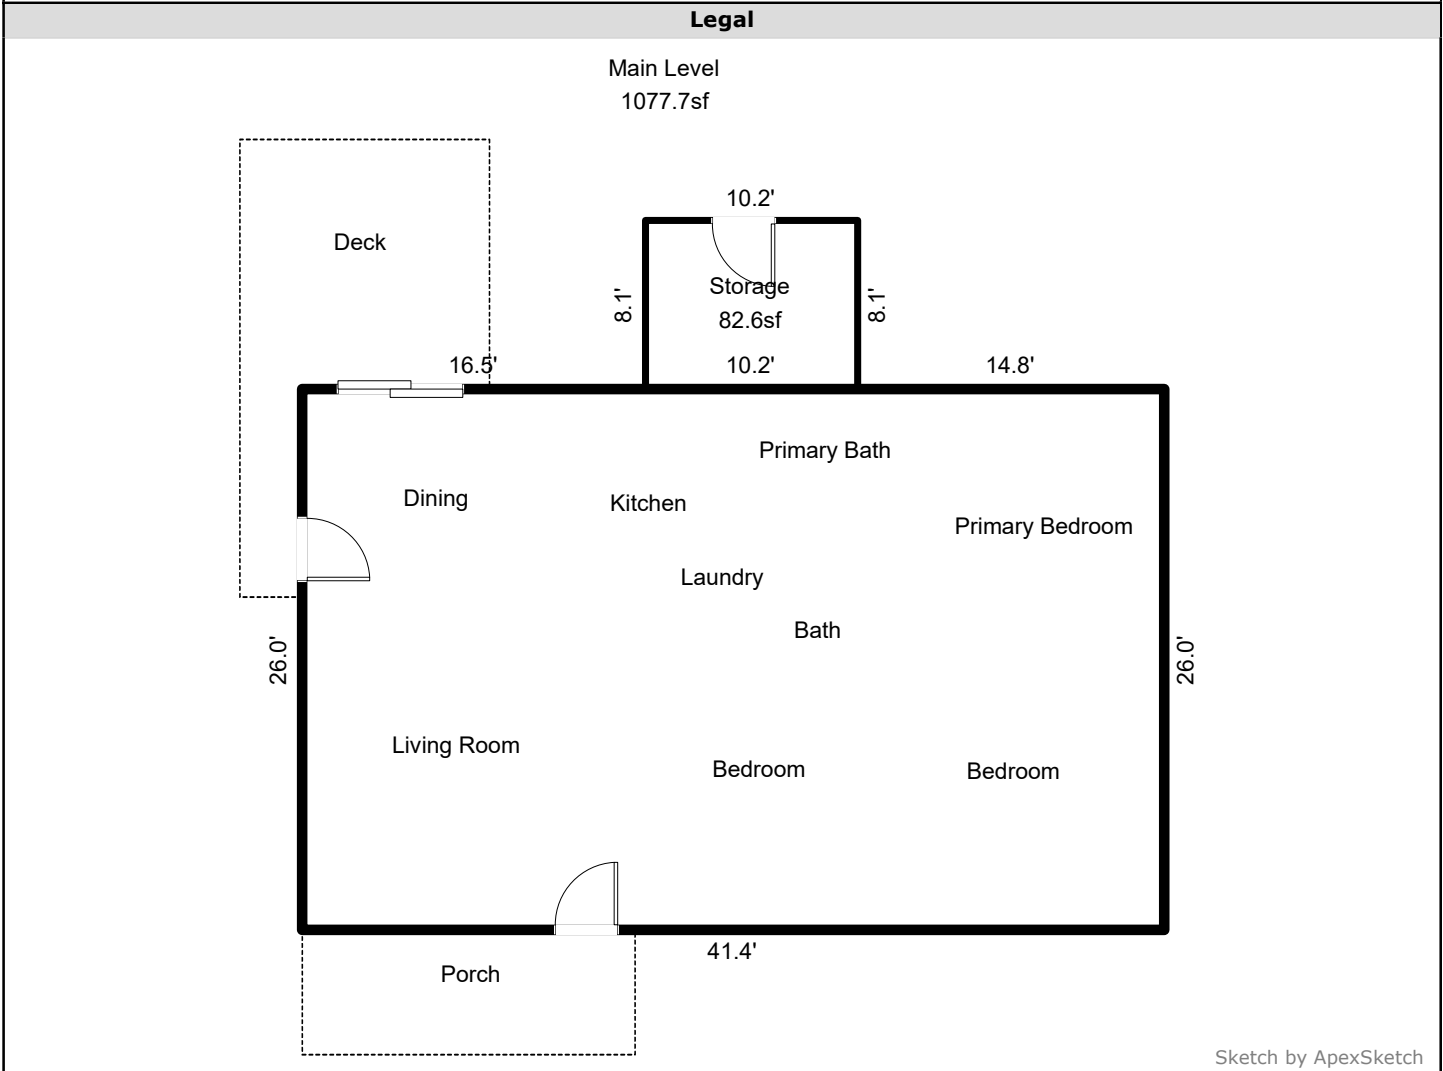 Legal
Main Level
1077.7sf
10.2'
Deck
8.1'
Storage
82.6sf
8.1'
16.5'
10.2'
14.8'
Primary Bath
Dining
Kitchen
Primary Bedroom
Laundry
Bath
26.0'
26.0'
Living Room
Bedroom
Bedroom
41.4'
Porch
Sketch by ApexSketch